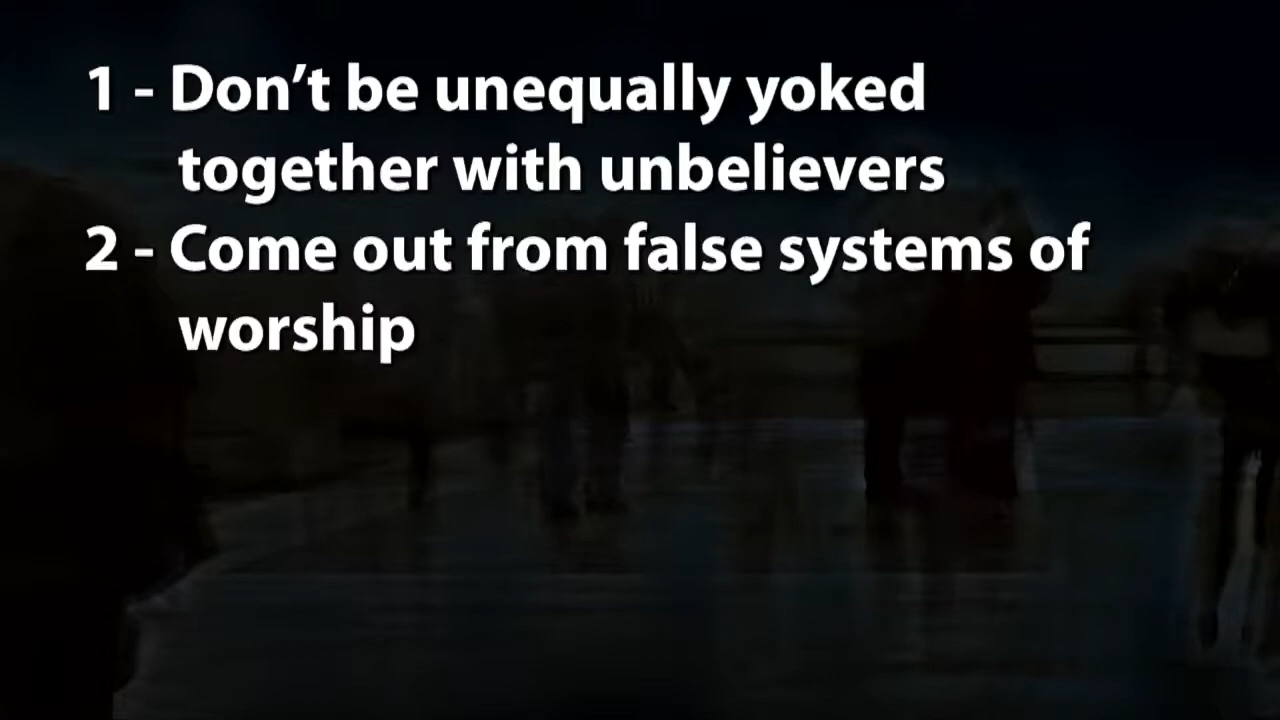 1 - Don’t be unequally yoked
together with unbelievers
2 - Come out from false systems of
worship